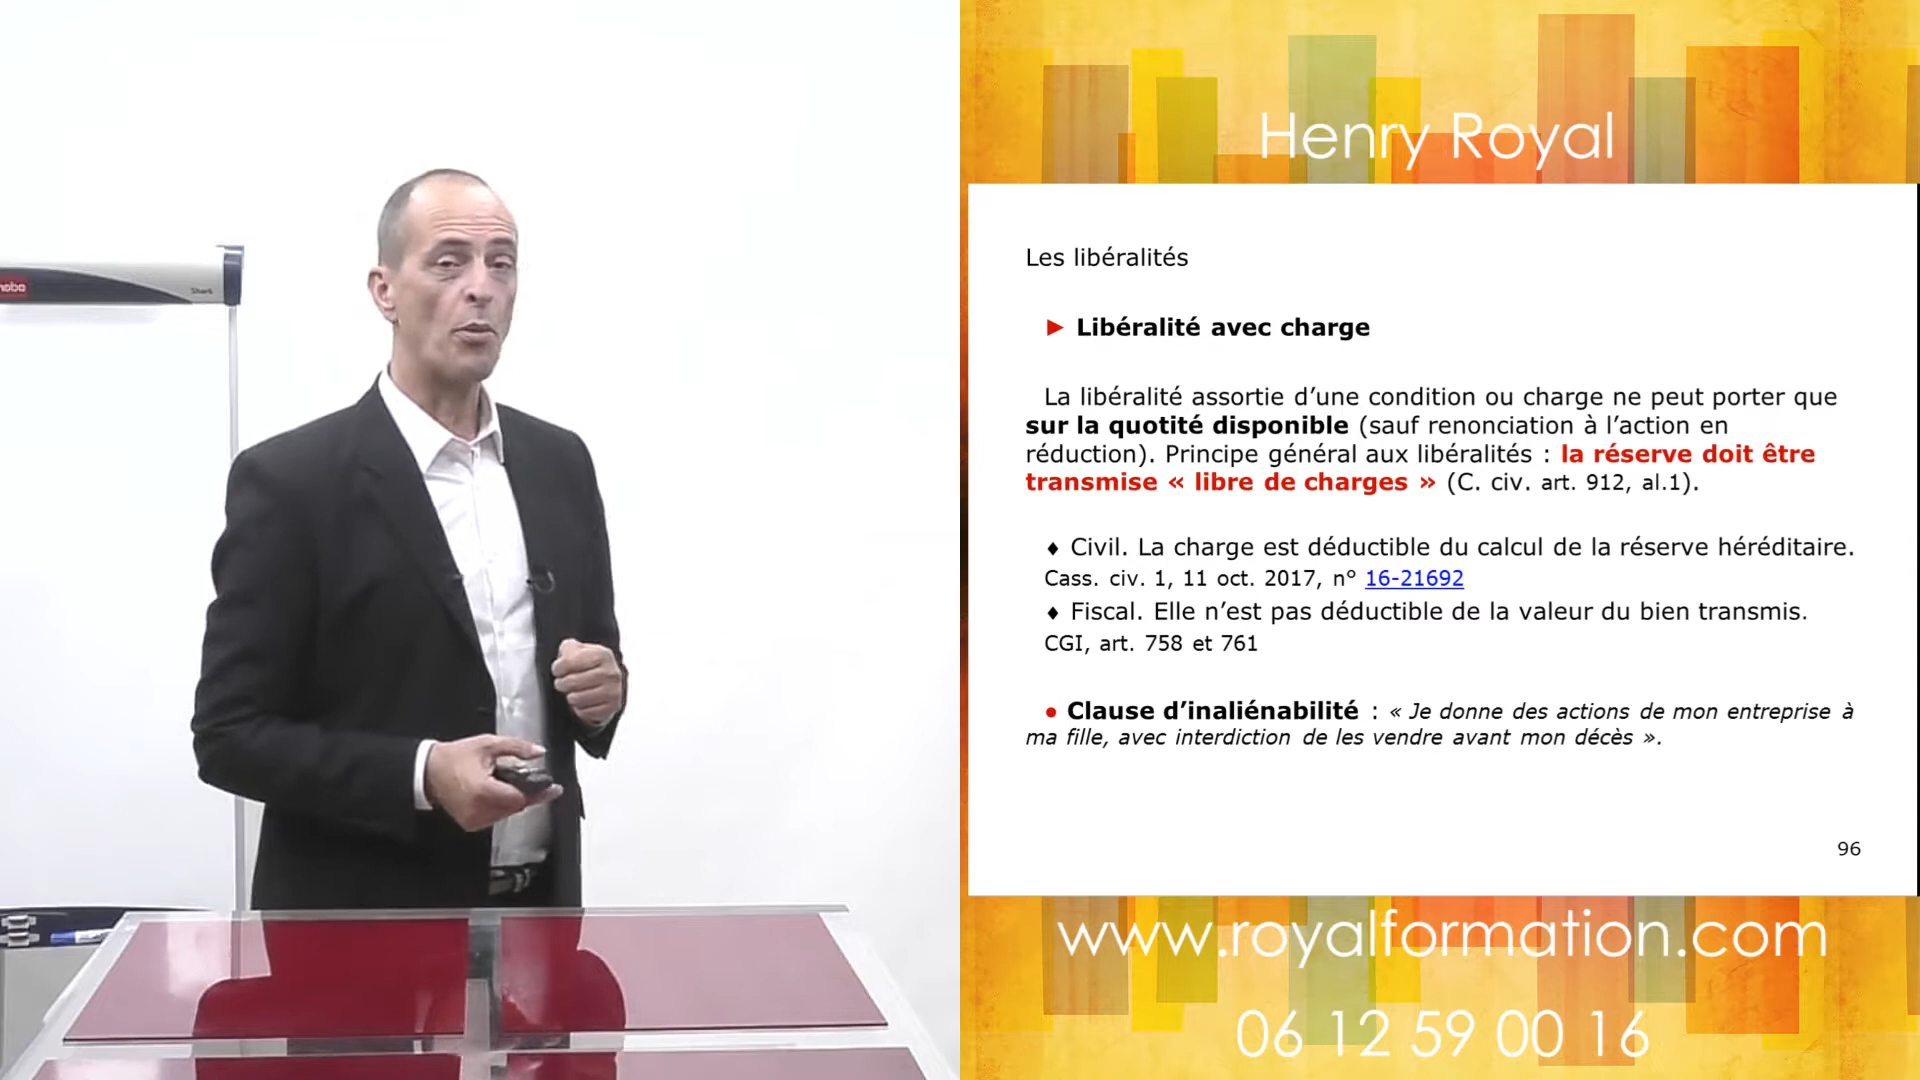 Henry Royal
Les libéralités
► Libéralité avec charge
La libéralité assortie d’une condition ou charge ne peut porter que
sur la quotité disponible (sauf renonciation à l’action en
réduction). Principe général aux libéralités : la réserve doit être
transmise « libre de charges » (C. civ. art. 912, al.1).
♦ Civil. La charge est déductible du calcul de la réserve héréditaire.
Cass. civ. 1, 11 oct. 2017, n° 16-21692
♦ Fiscal. Elle n’est pas déductible de la valeur du bien transmis.
CGI, art. 758 et 761
● Clause d’inaliénabilité : « Je donne des actions de mon entreprise à
ma fille, avec interdiction de les vendre avant mon décès ».
96
www.royalformation.com
06 12 59 00 16
Shark